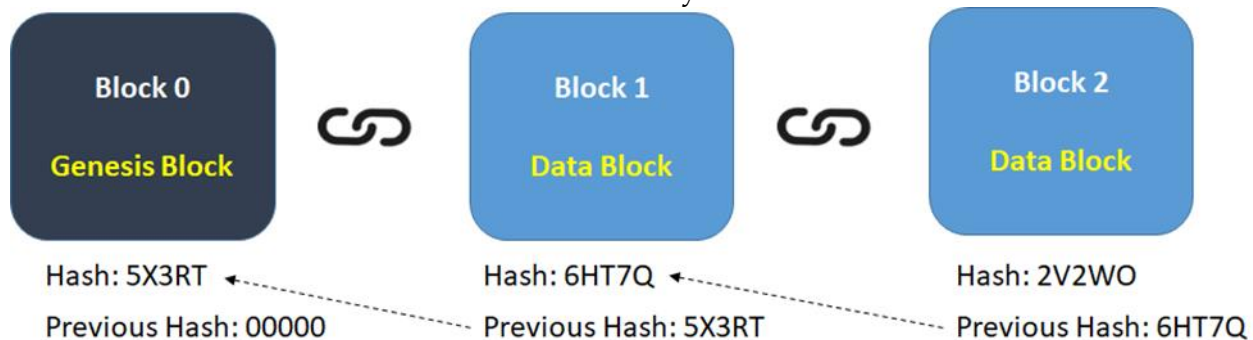 Block 0
Genesis Block
Hash: 5X3RT
Previous Hash: 00000
Block 1
Data Block
Hash: 6HT7Q
Previous Hash: 5X3RT
Block 2
Data Block
Hash: 2V2WO
Previous Hash: 6HT7Q